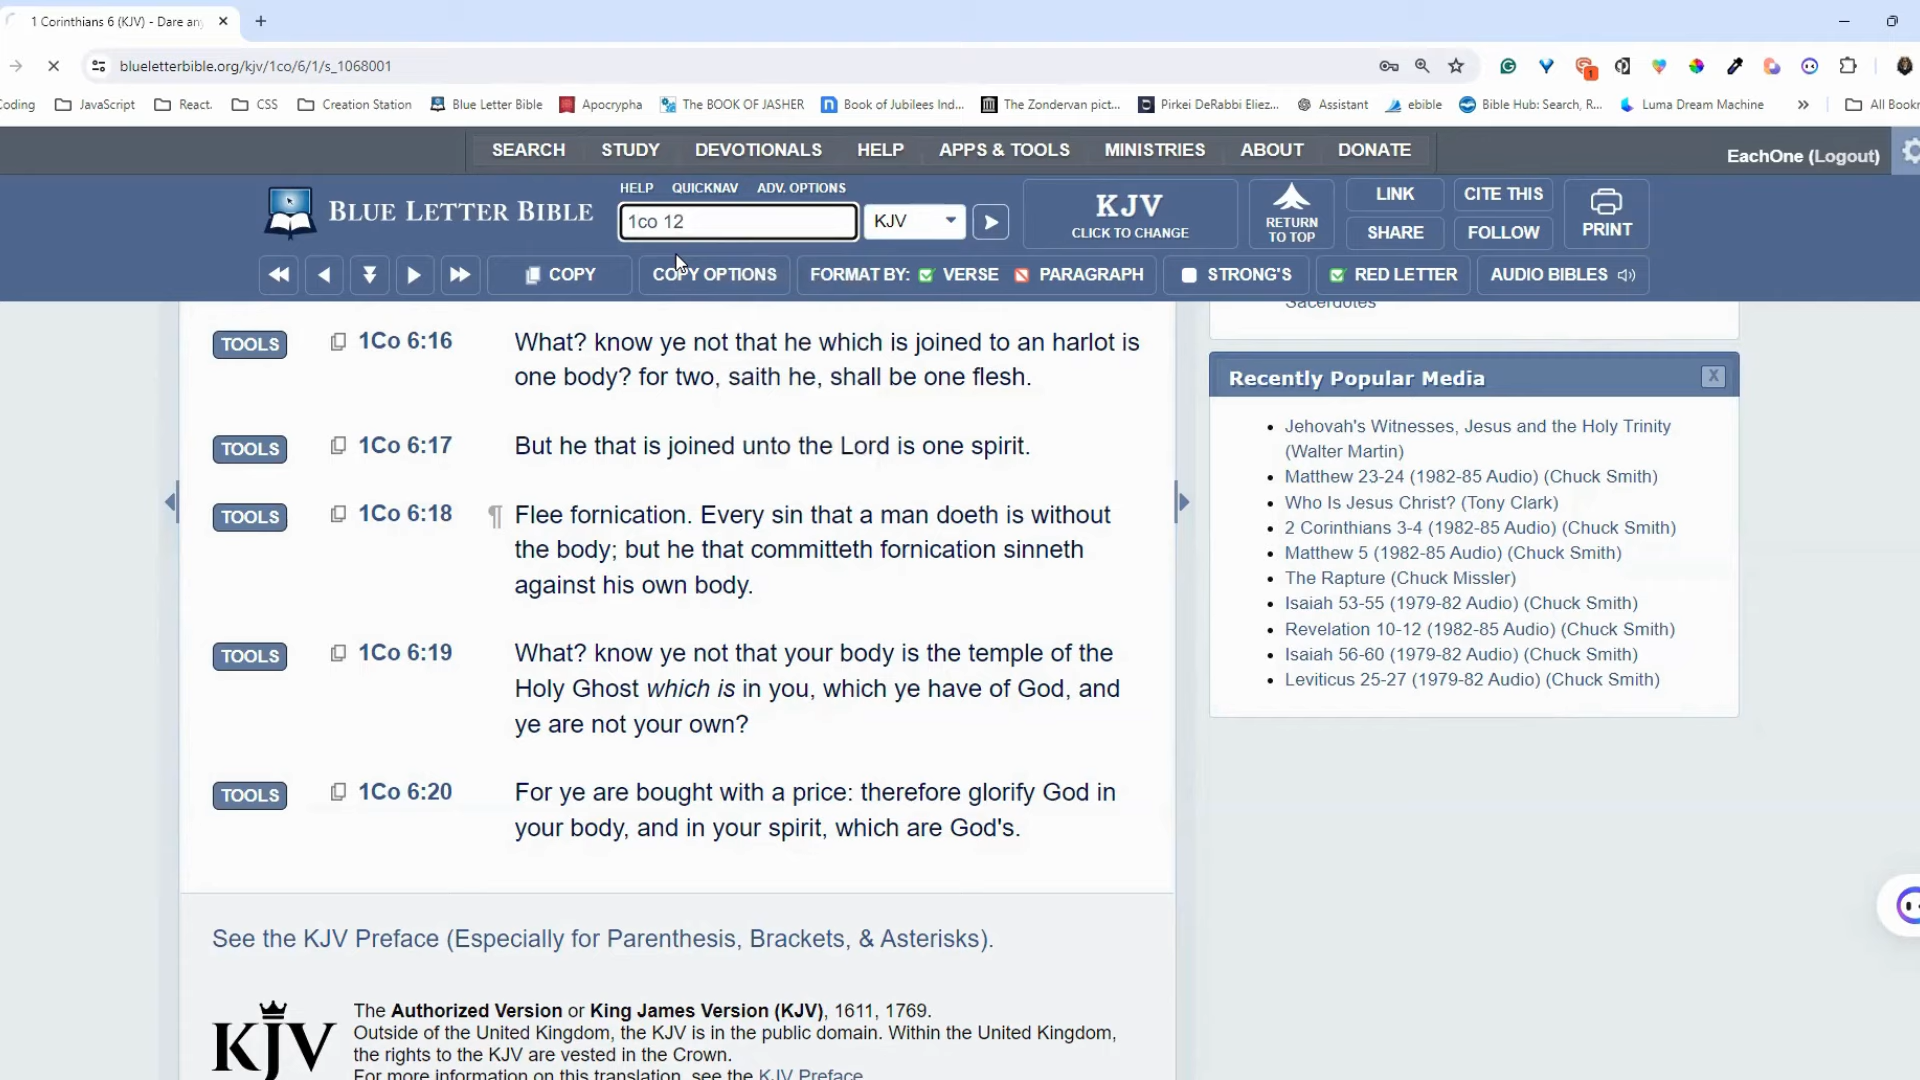 1 Corinthians 6 (KJV) - Dare an
blueletterbible.org/kjv/1co/6/1/s_1068001
1
oding JavaScript React. CSS Creation Station Blue Letter Bible Apocrypha The BOOK OF JASHER Book of Jubilees Ind... The Zondervan pict... Pirkei DeRabbi Eliez... Assistant ebible Bible Hub: Search, R... Luma Dream Machine » All Bookr
SEARCH STUDY DEVOTIONALS HELP APPS & TOOLS MINISTRIES ABOUT DONATE
EachOne (Logout)
HELP QUICKNAV ADV. OPTIONS
BLUE LETTER BIBLE
1co 12
KJV
KJV
CLICK TO CHANGE
RETURN
TO TOP
LINK
SHARE
CITE THIS
FOLLOW
PRINT
COPY COPY OPTIONS FORMAT BY: VERSE PARAGRAPH STRONG'S RED LETTER AUDIO BIBLES
TOOLS 1Co 6:16 What? know ye not that he which is joined to an harlot is
one body? for two, saith he, shall be one flesh.
TOOLS 1Co 6:17 But he that is joined unto the Lord is one spirit.
TOOLS 1Co 6:18 ¶ Flee fornication. Every sin that a man doeth is without
the body; but he that committeth fornication sinneth
against his own body.
TOOLS 1Co 6:19 What? know ye not that your body is the temple of the
Holy Ghost which is in you, which ye have of God, and
ye are not your own?
TOOLS 1Co 6:20 For ye are bought with a price: therefore glorify God in
your body, and in your spirit, which are God's.
See the KJV Preface (Especially for Parenthesis, Brackets, & Asterisks).
KJV
The Authorized Version or King James Version (KJV), 1611, 1769.
Outside of the United Kingdom, the KJV is in the public domain. Within the United Kingdom,
the rights to the KJV are vested in the Crown.
For more information on this translation, see the KJV Preface.
Sacerdotes
Recently Popular Media X
• Jehovah's Witnesses, Jesus and the Holy Trinity
(Walter Martin)
• Matthew 23-24 (1982-85 Audio) (Chuck Smith)
• Who Is Jesus Christ? (Tony Clark)
• 2 Corinthians 3-4 (1982-85 Audio) (Chuck Smith)
• Matthew 5 (1982-85 Audio) (Chuck Smith)
• The Rapture (Chuck Missler)
• Isaiah 53-55 (1979-82 Audio) (Chuck Smith)
• Revelation 10-12 (1982-85 Audio) (Chuck Smith)
• Isaiah 56-60 (1979-82 Audio) (Chuck Smith)
• Leviticus 25-27 (1979-82 Audio) (Chuck Smith)